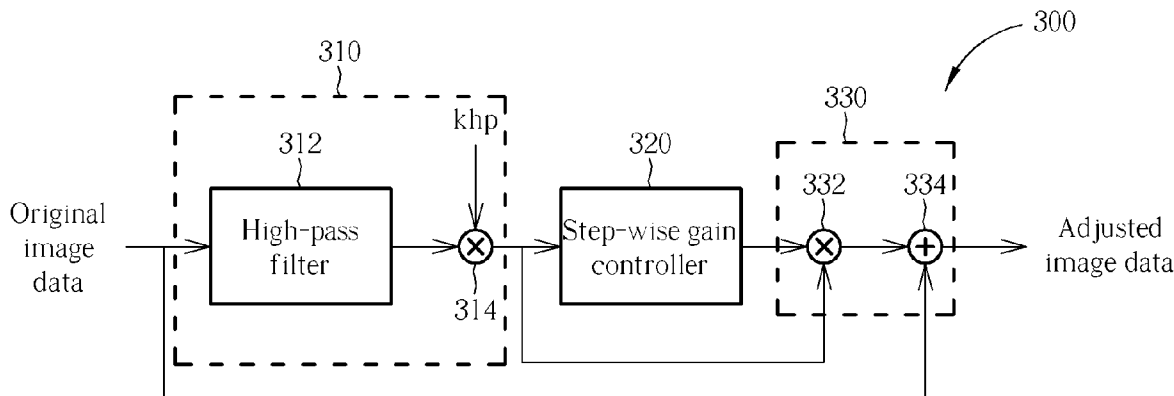 300
310
330
khp
312
320
332
334
Original
image
data
High-pass
filter
314
Step-wise gain
controller
Adjusted
image data